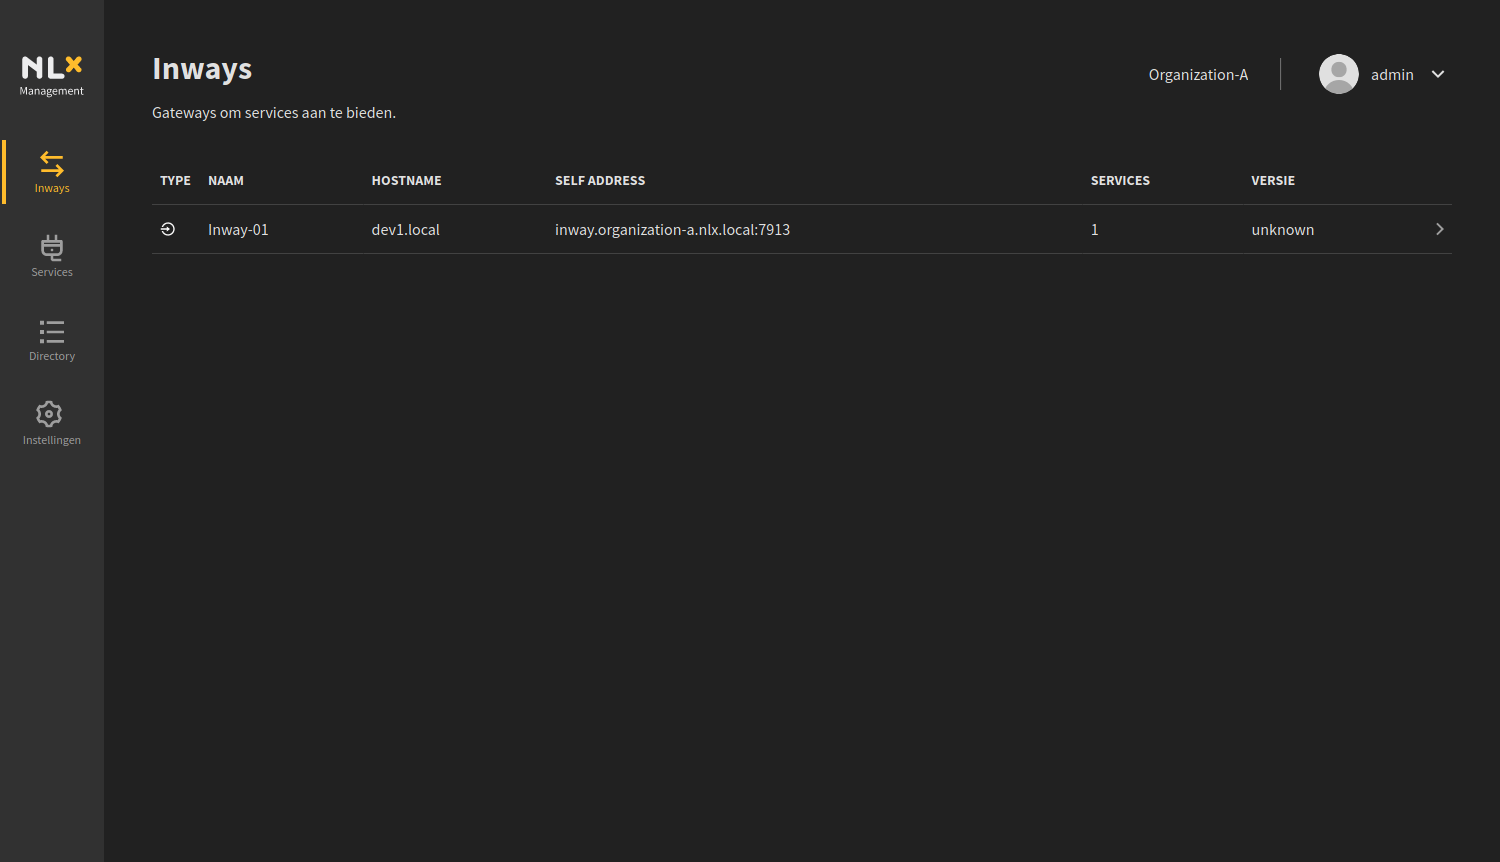 NLX
Management
Inways
Services
Directory
Instellingen
Inways
Gateways om services aan te bieden.
Organization-A
admin
TYPE NAAM HOSTNAME SELF ADDRESS SERVICES VERSIE
Inway-01 dev1.local inway.organization-a.nlx.local:7913 1 unknown